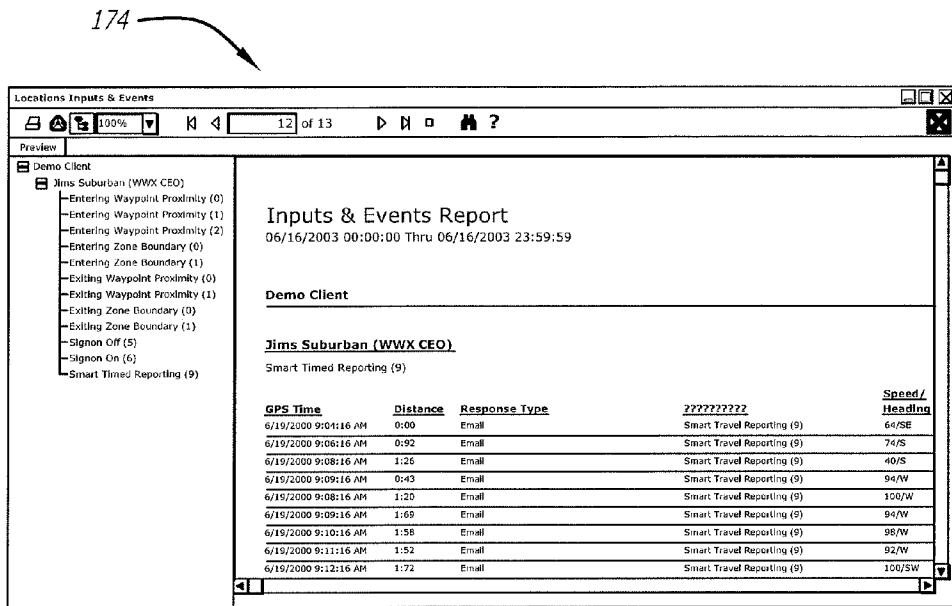 174
Locations Inputs & Events
100%
12 of 13
?
Preview
Demo Client
Jims Suburban (WWX CEO)
Entering Waypoint Proximity (0)
Entering Waypoint Proximity (1)
Entering Waypoint Proximity (2)
Entering Zone Boundary (0)
Entering Zone Boundary (1)
Exiting Waypoint Proximity (0)
Exiting Waypoint Proximity (1)
Exiting Zone Boundary (0)
Exiting Zone Boundary (1)
Signon Off (5)
Signon On (6)
Smart Timed Reporting (9)
Inputs & Events Report
06/16/2003 00:00:00 Thru 06/16/2003 23:59:59
Demo Client
Jims Suburban (WWX CEO)
Smart Timed Reporting (9)
GPS Time Distance Response Type ?????????? Speed/ Heading
6/19/2000 9:04:16 AM 0:00 Email Smart Travel Reporting (9) 64/SE
6/19/2000 9:06:16 AM 0:92 Email Smart Travel Reporting (9) 74/S
6/19/2000 9:08:16 AM 1:26 Email Smart Travel Reporting (9) 40/S
6/19/2000 9:09:16 AM 0:43 Email Smart Travel Reporting (9) 94/W
6/19/2000 9:08:16 AM 1:20 Email Smart Travel Reporting (9) 100/W
6/19/2000 9:09:16 AM 1:69 Email Smart Travel Reporting (9) 94/W
6/19/2000 9:10:16 AM 1:58 Email Smart Travel Reporting (9) 98/W
6/19/2000 9:11:16 AM 1:52 Email Smart Travel Reporting (9) 92/W
6/19/2000 9:12:16 AM 1:72 Email Smart Travel Reporting (9) 100/SW